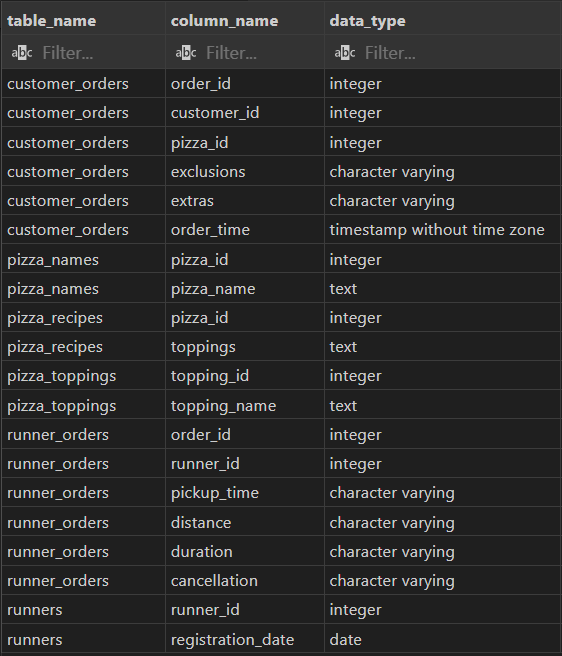 table_name column_name data_type
abc Filter... abc Filter... abc Filter...
customer_orders order_id integer
customer_orders customer_id integer
customer_orders pizza_id integer
customer_orders exclusions character varying
customer_orders extras character varying
customer_orders order_time timestamp without time zone
pizza_names pizza_id integer
pizza_names pizza_name text
pizza_recipes pizza_id integer
pizza_recipes toppings text
pizza_toppings topping_id integer
pizza_toppings topping_name text
runner_orders order_id integer
runner_orders runner_id integer
runner_orders pickup_time character varying
runner_orders distance character varying
runner_orders duration character varying
runner_orders cancellation character varying
runners runner_id integer
runners registration_date date